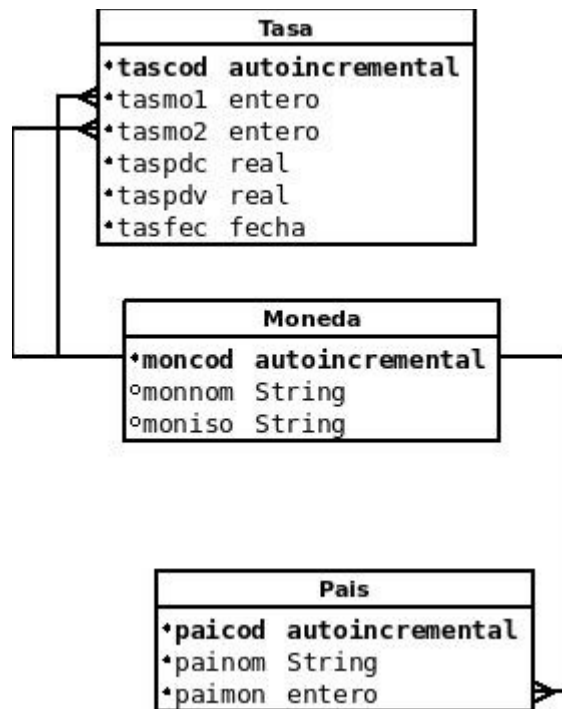 Tasa
tascod autoincremental
tasmo1 entero
tasmo2 entero
taspdc real
taspdv real
tasfec fecha
Moneda
moncod autoincremental
monnom String
moniso String
Pais
paicod autoincremental
painom String
paimon entero